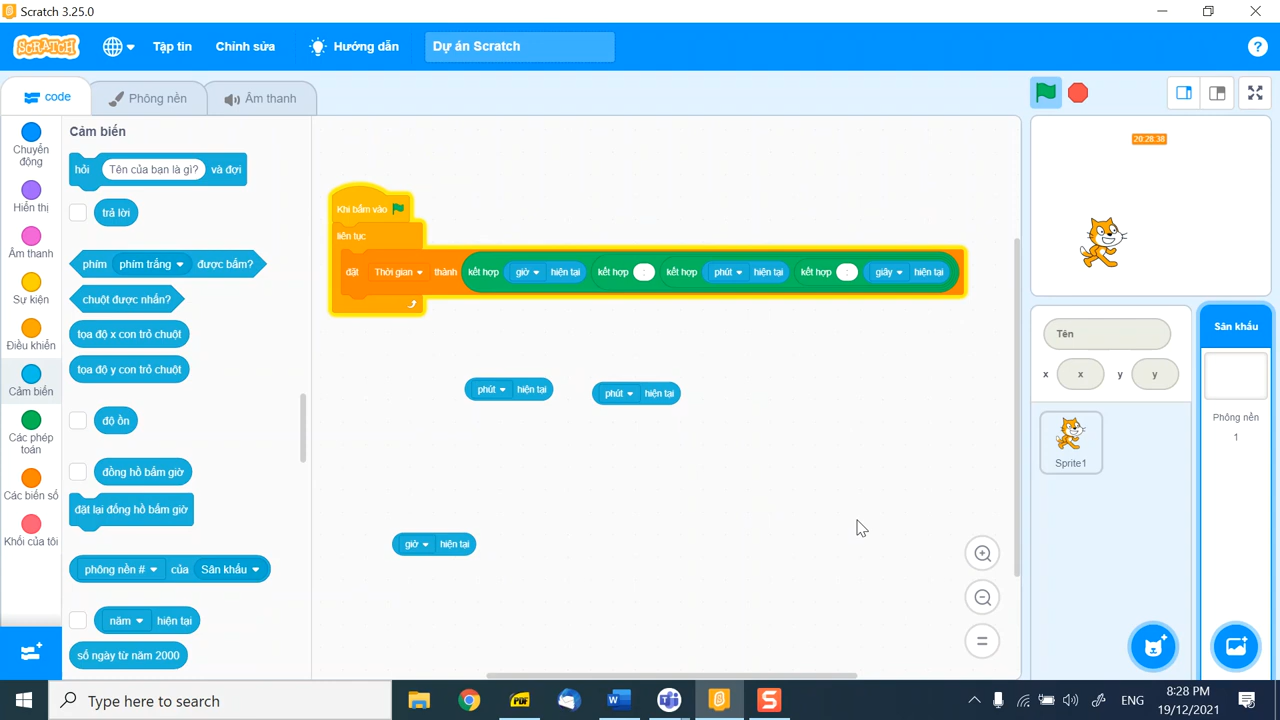 Scratch 3.25.0
SCRATCH
Tập tin
Chỉnh sửa
Hướng dẫn
Dự án Scratch
?
code
Phông nền
Âm thanh
Chuyển động
Hiển thị
Âm thanh
Sự kiện
Điều khiển
Cảm biến
Các phép toán
Các biến số
Khối của tôi
Cảm biến
hỏi Tên của bạn là gì? và đợi
trả lời
phím phím trắng được bấm?
chuột được nhấn?
tọa độ x con trỏ chuột
tọa độ y con trỏ chuột
độ ồn
đồng hồ bấm giờ
đặt lại đồng hồ bấm giờ
phông nền # của Sân khấu
năm hiện tại
số ngày từ năm 2000
Khi bấm vào
liên tục
đặt Thời gian thành kết hợp giờ hiện tại kết hợp : kết hợp phút hiện tại kết hợp : giây hiện tại
phút hiện tại
phút hiện tại
giờ hiện tại
20:28:38
Tên
x x y y
Sprite1
Sân khấu
Phông nền
1
Type here to search
PDF
W
S
ENG
8:28 PM
19/12/2021